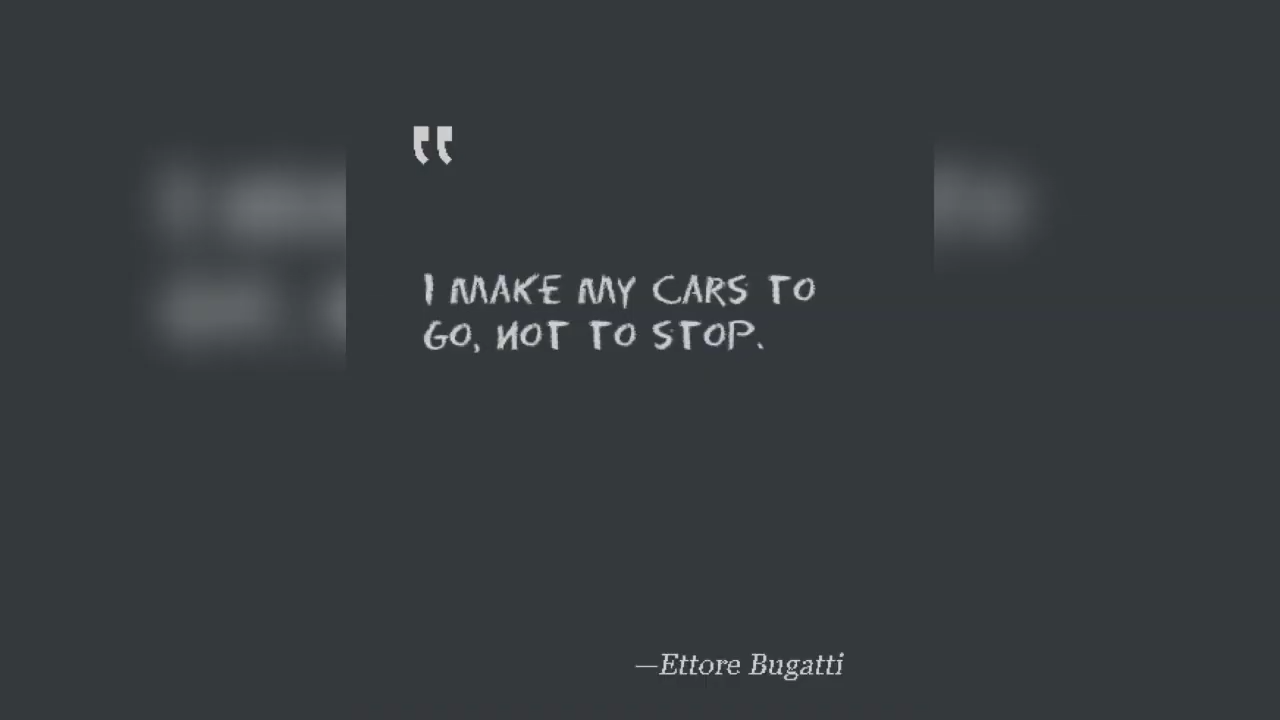 "
I MAKE MY CARS TO
GO, NOT TO STOP.
—Ettore Bugatti